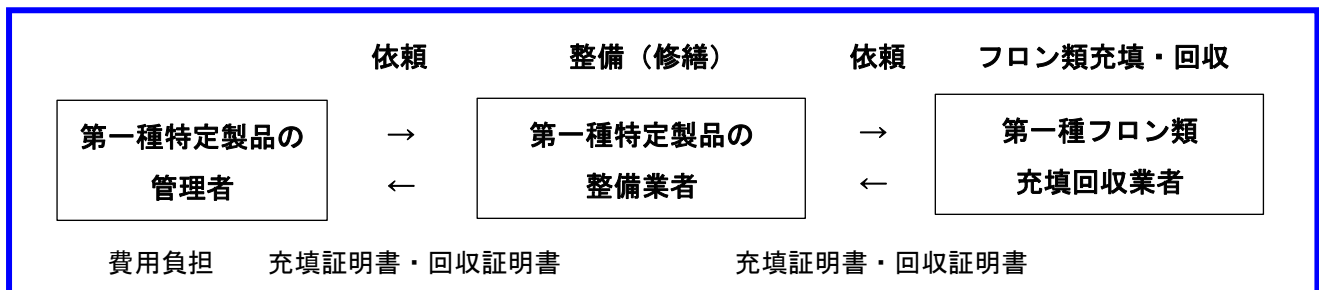 依頼 整備（修繕） 依頼 フロン類充填・回収
第一種特定製品の → 第一種特定製品の → 第一種フロン類
管理者 ← 整備業者 ← 充填回収業者
費用負担 充填証明書・回収証明書 充填証明書・回収証明書